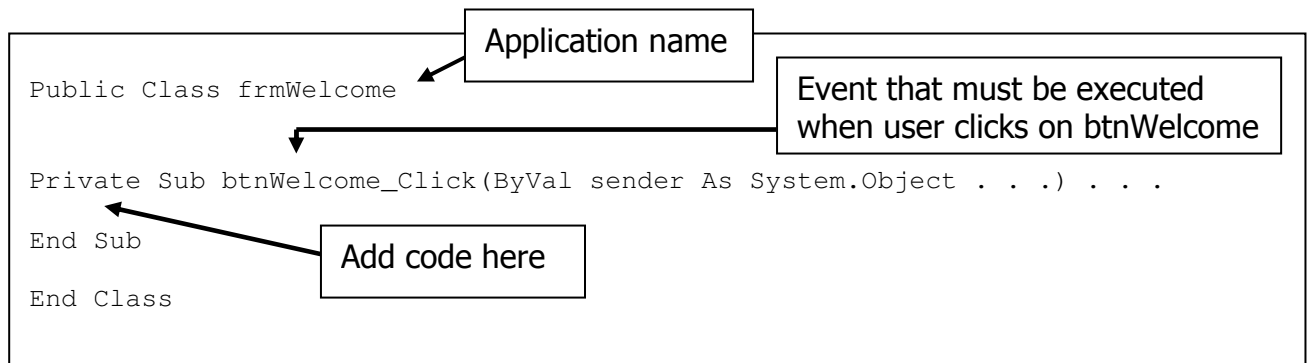 Application name
Public Class frmWelcome
Event that must be executed
when user clicks on btnWelcome
Private Sub btnWelcome_Click(ByVal sender As System.Object . . .) . . .
End Sub
Add code here
End Class